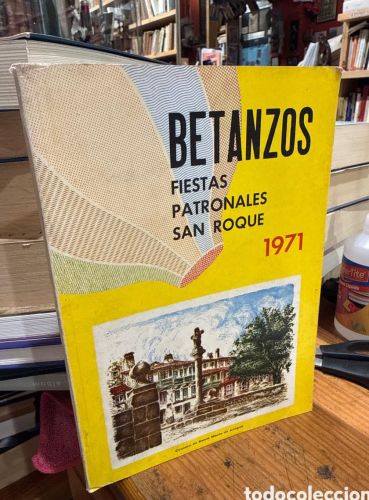 BETANZOS
FIESTAS
PATRONALES
SAN ROQUE
1971
todocoleccion